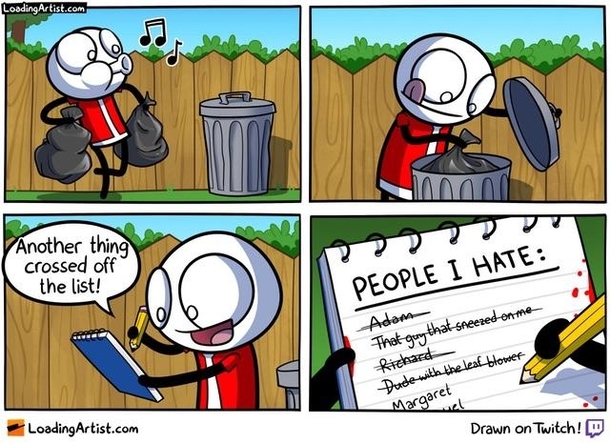 LoadingArtist.com
Another thing
crossed off
the list!
PEOPLE I HATE:
Adam
That guy that sneezed on me
Richard
Dude with the leaf blower
Margaret
LoadingArtist.com
Drawn on Twitch!